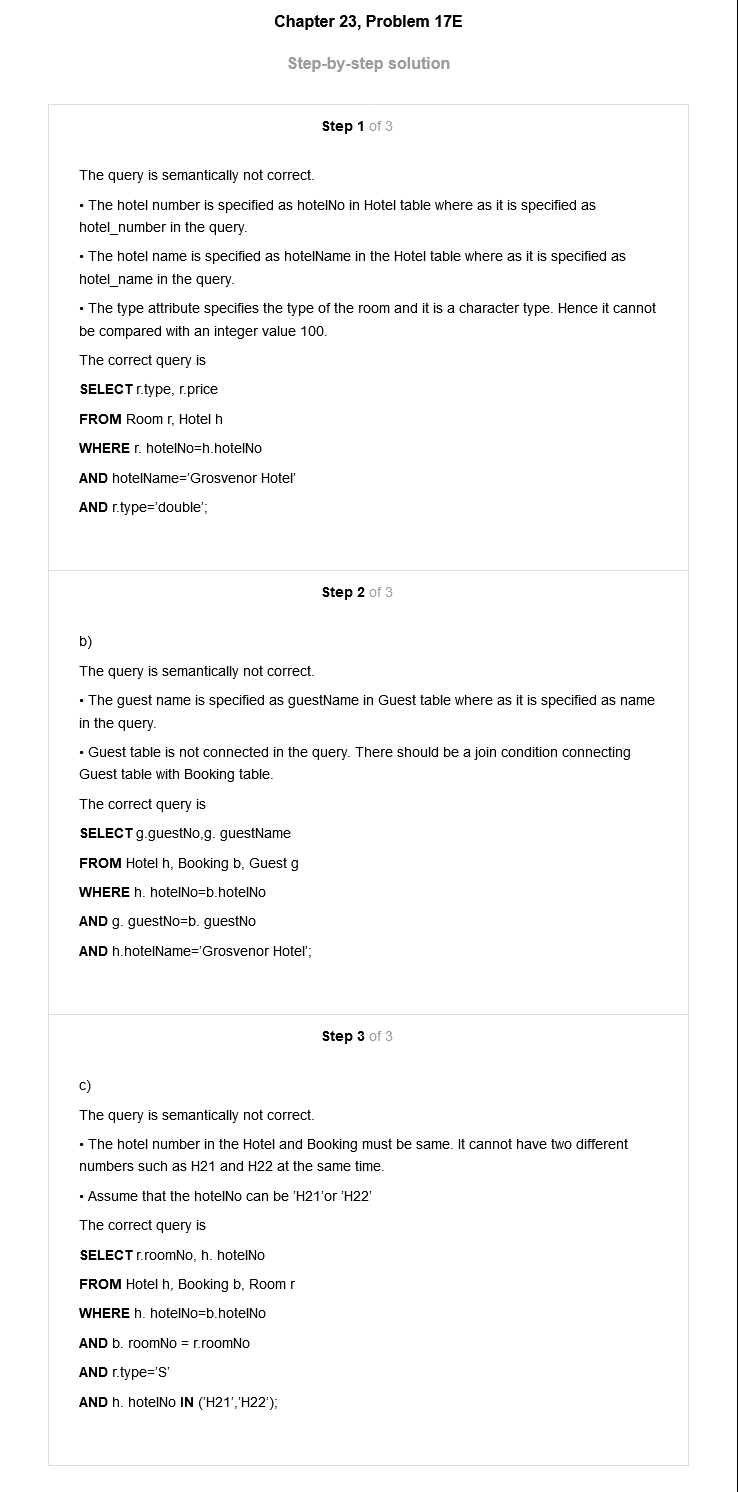 Chapter 23, Problem 17E
Step-by-step solution
Step 1 of 3
The query is semantically not correct.
• The hotel number is specified as hotelNo in Hotel table where as it is specified as
hotel_number in the query.
• The hotel name is specified as hotelName in the Hotel table where as it is specified as
hotel_name in the query.
• The type attribute specifies the type of the room and it is a character type. Hence it cannot
be compared with an integer value 100.
The correct query is
SELECT r.type, r.price
FROM Room r, Hotel h
WHERE r. hotelNo=h.hotelNo
AND hotelName=’Grosvenor Hotel’
AND r.type=’double’;
Step 2 of 3
b)
The query is semantically not correct.
• The guest name is specified as guestName in Guest table where as it is specified as name
in the query.
• Guest table is not connected in the query. There should be a join condition connecting
Guest table with Booking table.
The correct query is
SELECT g.guestNo,g. guestName
FROM Hotel h, Booking b, Guest g
WHERE h. hotelNo=b.hotelNo
AND g. guestNo=b. guestNo
AND h.hotelName=’Grosvenor Hotel’;
Step 3 of 3
c)
The query is semantically not correct.
• The hotel number in the Hotel and Booking must be same. It cannot have two different
numbers such as H21 and H22 at the same time.
• Assume that the hotelNo can be ’H21’or ’H22’
The correct query is
SELECT r.roomNo, h. hotelNo
FROM Hotel h, Booking b, Room r
WHERE h. hotelNo=b.hotelNo
AND b. roomNo = r.roomNo
AND r.type=’S’
AND h. hotelNo IN (’H21’,’H22’);